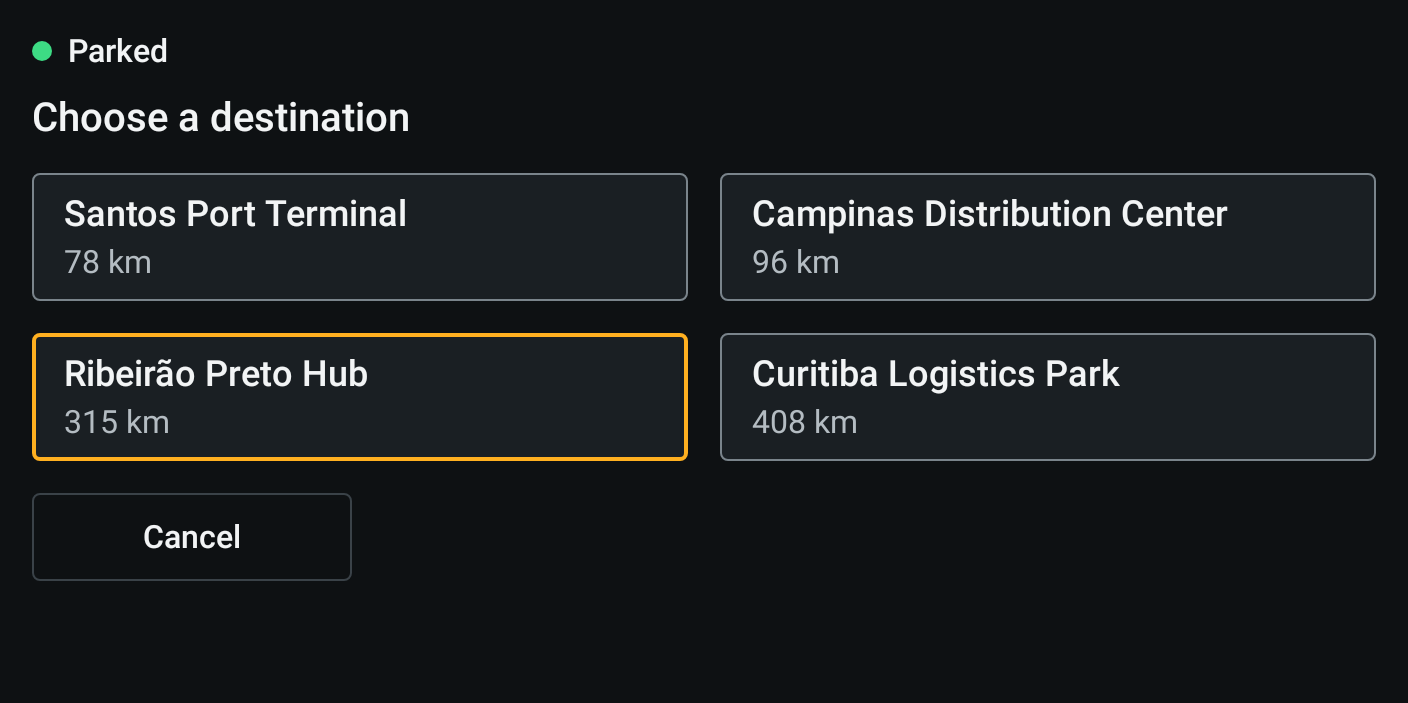 Parked
Choose a destination
Santos Port Terminal
78 km
Campinas Distribution Center
96 km
Ribeirão Preto Hub
315 km
Curitiba Logistics Park
408 km
Cancel